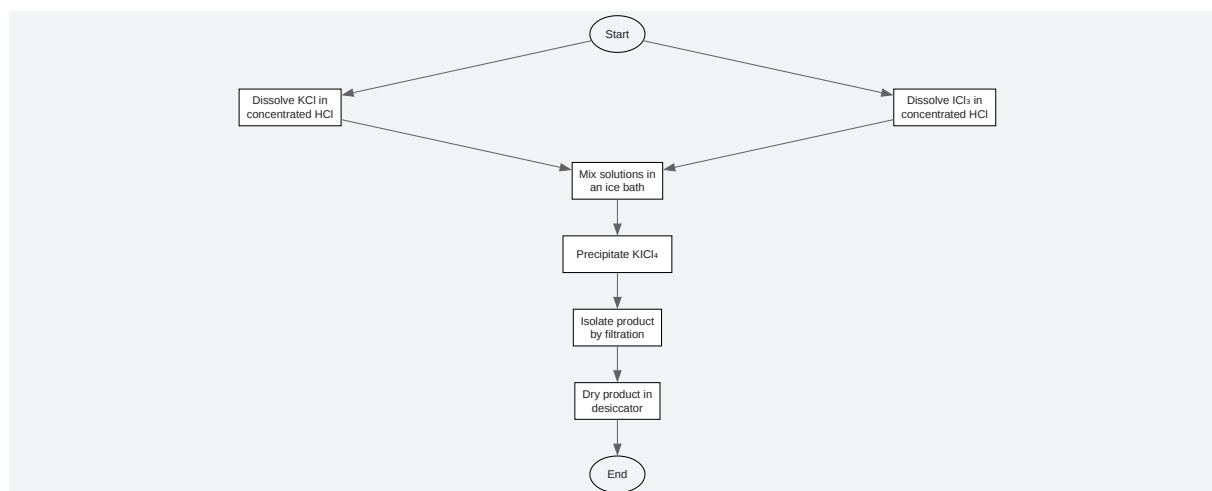 Start
Dissolve KCl in
concentrated HCl
Dissolve ICl₃ in
concentrated HCl
Mix solutions in
an ice bath
Precipitate KICl₄
Isolate product
by filtration
Dry product in
desiccator
End